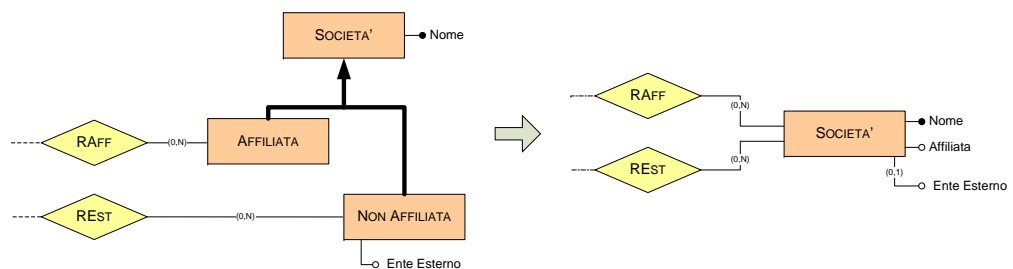 SOCIETA'
Nome
RAFF
(0,N)
AFFILIATA
REST
(0,N)
NON AFFILIATA
Ente Esterno
RAFF
(0,N)
REST
(0,N)
SOCIETA'
Nome
Affiliata
(0,1)
Ente Esterno